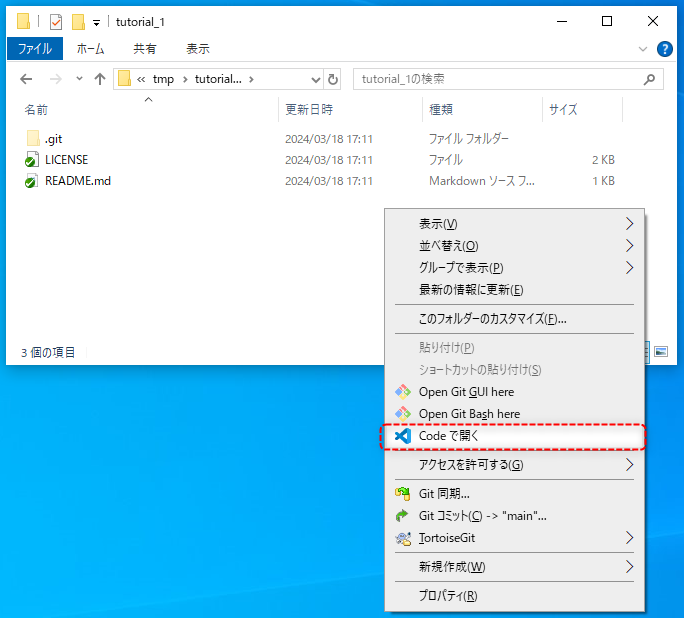 tutorial_1
ファイル ホーム 共有 表示
« tmp › tutorial... › tutorial_1の検索
名前 更新日時 種類 サイズ
.git 2024/03/18 17:11 ファイル フォルダー
LICENSE 2024/03/18 17:11 ファイル 2 KB
README.md 2024/03/18 17:11 Markdown ソース フ... 1 KB
3 個の項目
表示(V)
並べ替え(O)
グループで表示(P)
最新の情報に更新(E)
このフォルダーのカスタマイズ(F)...
貼り付け(P)
ショートカットの貼り付け(S)
Open Git GUI here
Open Git Bash here
Code で開く
アクセスを許可する(G)
Git 同期...
Git コミット(C) -> "main"...
TortoiseGit
新規作成(W)
プロパティ(R)